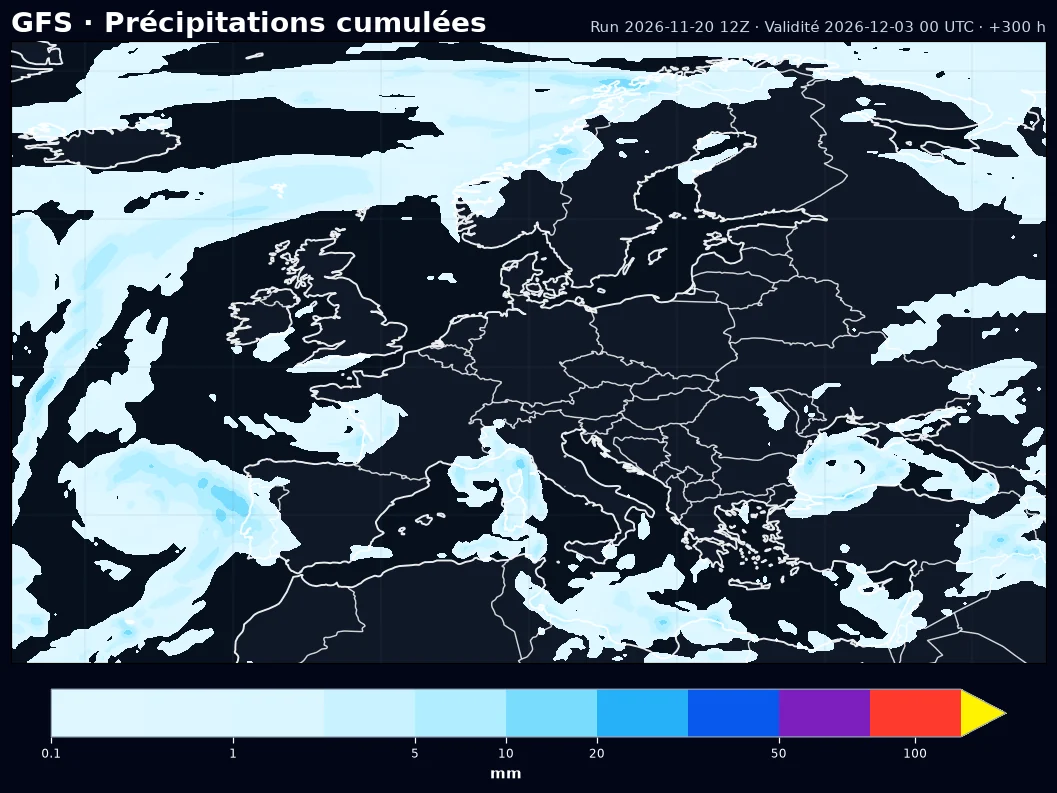 GFS · Précipitations cumulées
Run 2026-11-20 12Z · Validité 2026-12-03 00 UTC · +300 h
0.1 1 5 10 20 50 100
mm